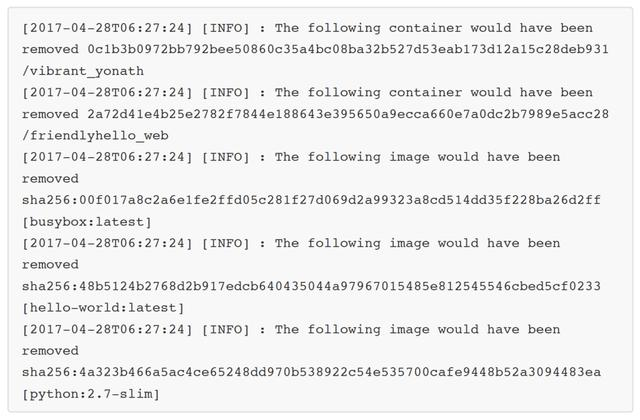 [2017-04-28T06:27:24] [INFO] : The following container would have been
removed 0c1b3b0972bb792bee50860c35a4bc08ba32b527d53eab173d12a15c28deb931
/vibrant_yonath
[2017-04-28T06:27:24] [INFO] : The following container would have been
removed 2a72d41e4b25e2782f7844e188643e395650a9ecca660e7a0dc2b7989e5acc28
/friendlyhello_web
[2017-04-28T06:27:24] [INFO] : The following image would have been
removed
sha256:00f017a8c2a6e1fe2ffd05c281f27d069d2a99323a8cd514dd35f228ba26d2ff
[busybox:latest]
[2017-04-28T06:27:24] [INFO] : The following image would have been
removed
sha256:48b5124b2768d2b917edcb640435044a97967015485e812545546cbed5cf0233
[hello-world:latest]
[2017-04-28T06:27:24] [INFO] : The following image would have been
removed
sha256:4a323b466a5ac4ce65248dd970b538922c54e535700cafe9448b52a3094483ea
[python:2.7-slim]